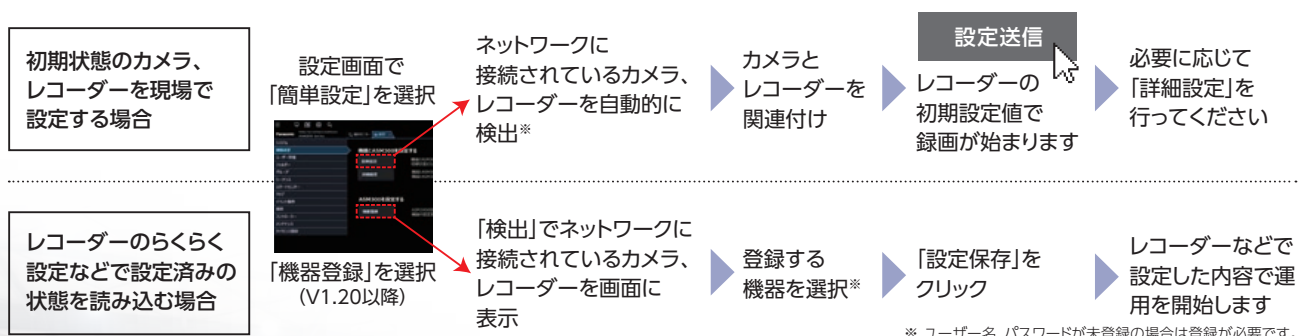 初期状態のカメラ、
レコーダーを現場で
設定する場合
設定画面で
「簡単設定」を選択
ネットワークに
接続されているカメラ、
レコーダーを自動的に
検出※
カメラと
レコーダーを
関連付け
設定送信
レコーダーの
初期設定値で
録画が始まります
必要に応じて
「詳細設定」を
行ってください
レコーダーのらくらく
設定などで設定済みの
状態を読み込む場合
「機器登録」を選択
(V1.20以降)
「検出」でネットワークに
接続されているカメラ、
レコーダーを画面に
表示
登録する
機器を選択※
「設定保存」を
クリック
レコーダーなどで
設定した内容で運
用を開始します
※ ユーザー名、パスワードが未登録の場合は登録が必要です。